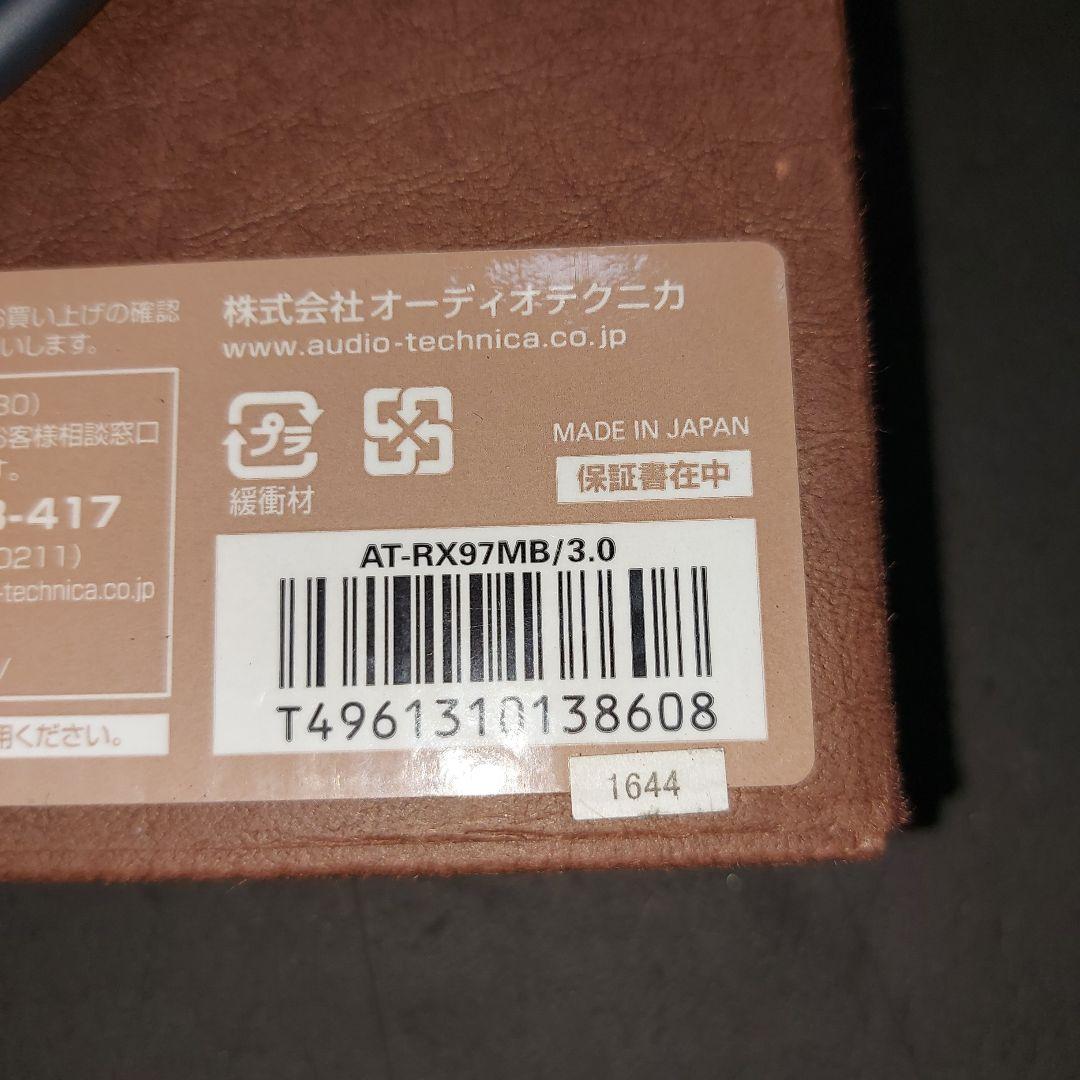 お買い上げの確認
いします。
30)
お客様相談窓口
す。
3-417
0211)
-technica.co.jp
/
用ください。
株式会社オーディオテクニカ
www.audio-technica.co.jp
プラ
緩衝材
MADE IN JAPAN
保証書在中
AT-RX97MB/3.0
T4961310138608
1644